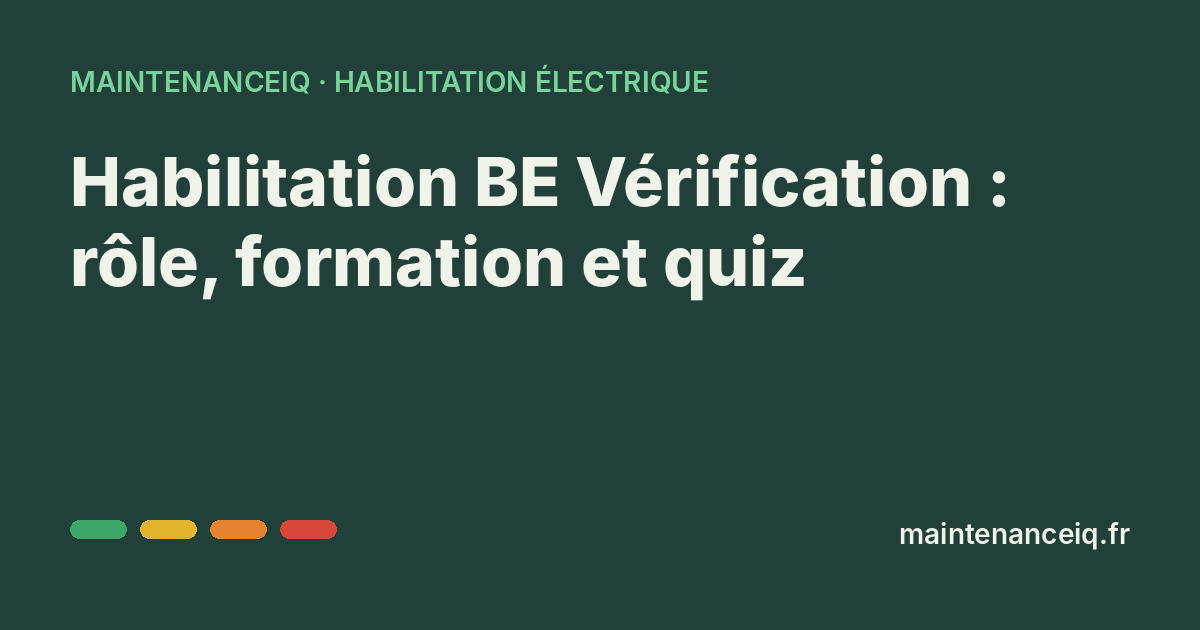 MAINTENANCEIQ · HABILITATION ÉLECTRIQUE
Habilitation BE Vérification :
rôle, formation et quiz
maintenanceiq.fr